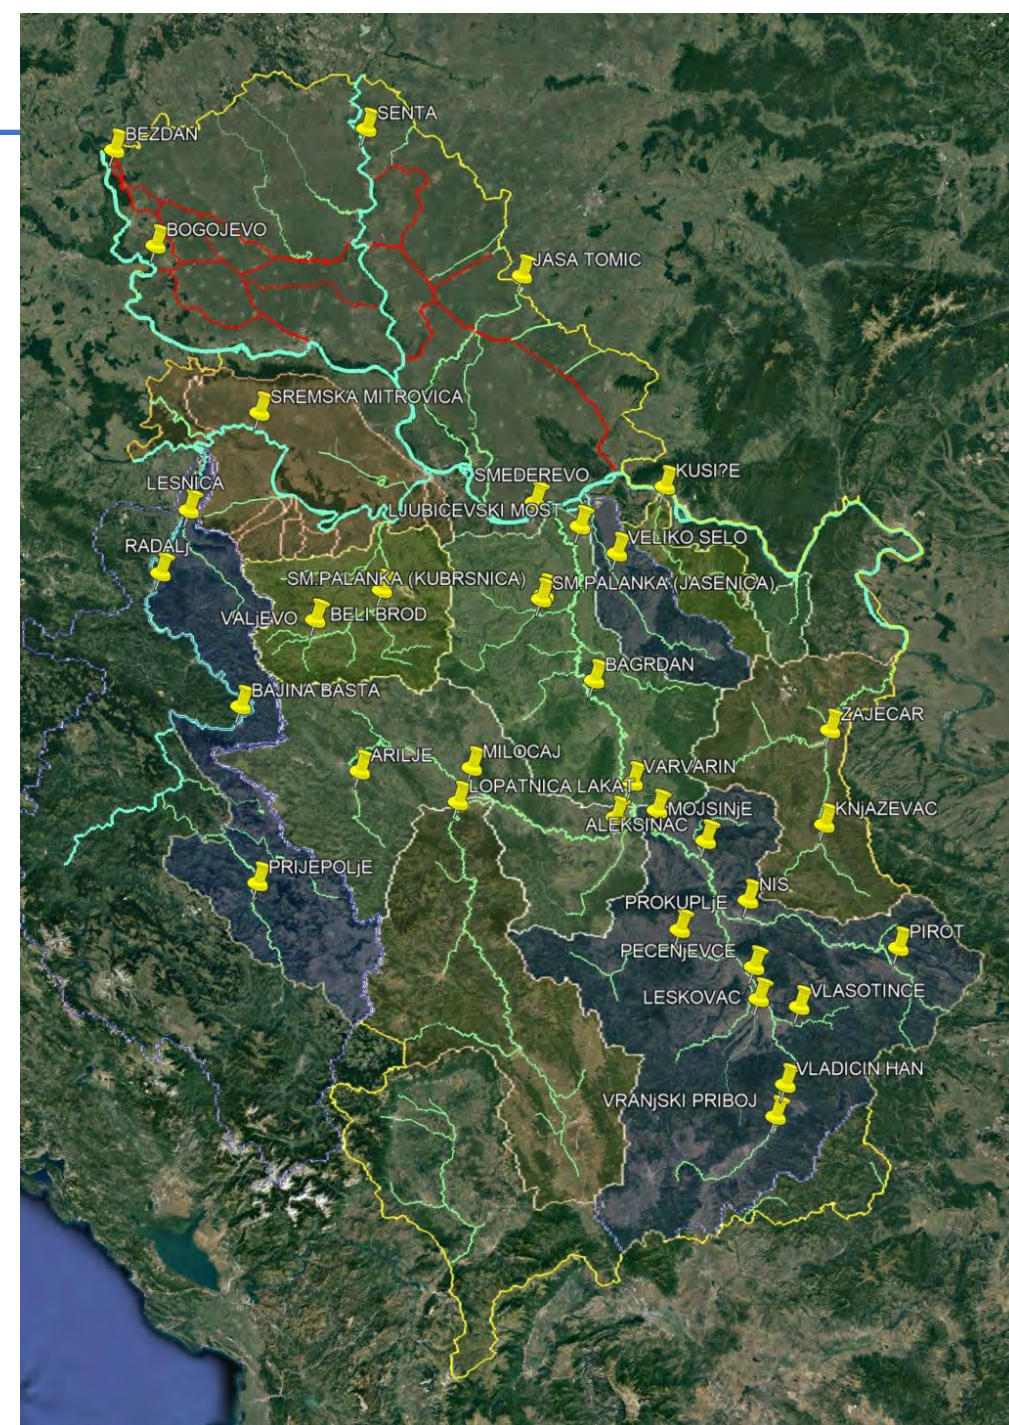 SENTA
BEZDAN
BOGOJEVO
JASA TOMIC
SREMSKA MITROVICA
SMEDEREVO
KUSI?E
LESNICA
LJUBIČEVSKI MOST
VELIKO SELO
RADALj
SM.PALANKA (KUBRSNICA)
SM.PALANKA (JASENICA)
VALjEVO
BELI BROD
BAGRDAN
BAJINA BASTA
ZAJECAR
ARILJE
MILOCAJ
VARVARIN
LOPATNICA LAKAT
MOJSINjE
KNjAZEVAC
ALEKSINAC
PRIJEPOLjE
NIS
PROKUPLjE
PIROT
PECENjEVCE
LESKOVAC
VLASOTINCE
VLADICIN HAN
VRANjSKI PRIBOJ